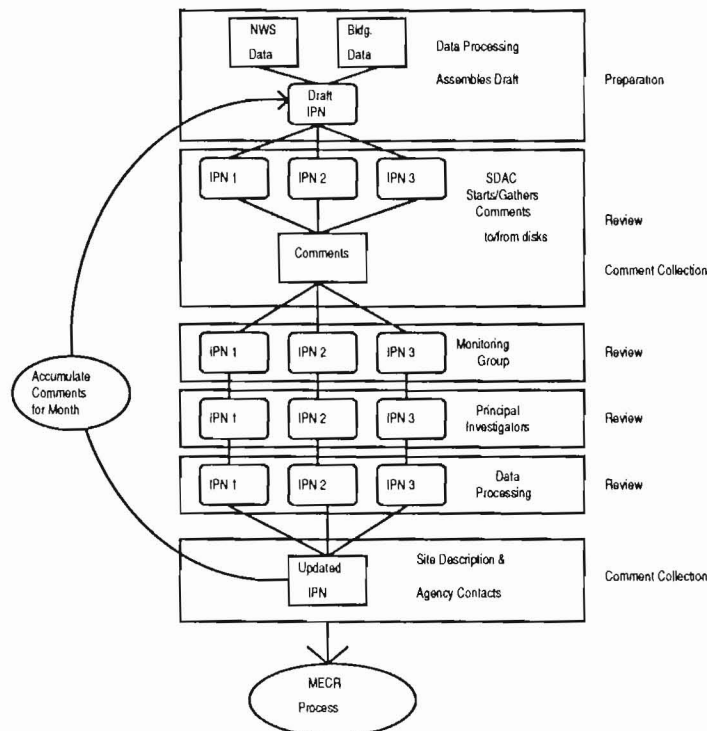 NWS
Data
Bldg.
Data
Data Processing
Assembles Draft
Preparation
Draft
IPN
IPN 1
IPN 2
IPN 3
SDAC
Starts/Gathers
Comments
to/from disks
Review
Comments
Comment Collection
IPN 1
IPN 2
IPN 3
Monitoring
Group
Review
Accumulate
Comments
for Month
IPN 1
IPN 2
IPN 3
Principal
Investigators
Review
IPN 1
IPN 2
IPN 3
Data
Processing
Review
Updated
IPN
Site Description &
Agency Contacts
Comment Collection
MECR
Process